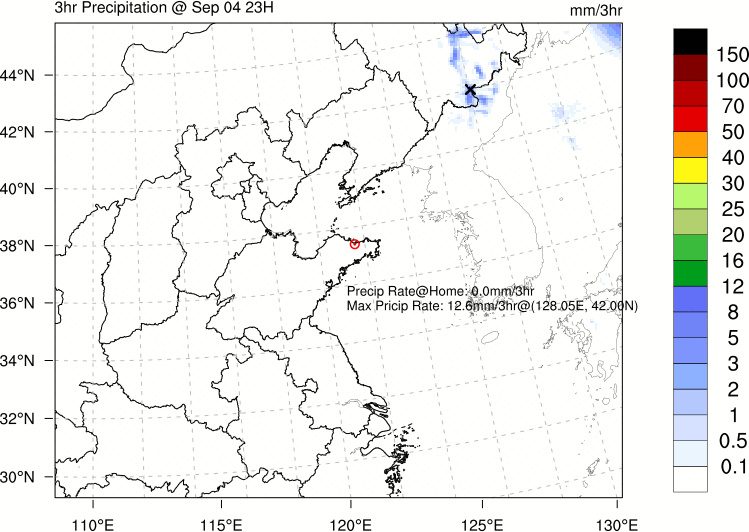 3hr Precipitation @ Sep 04 23H
mm/3hr
150
100
70
50
40
30
25
20
16
12
8
5
3
2
1
0.5
0.1
44°N
42°N
40°N
38°N
36°N
34°N
32°N
30°N
Precip Rate@Home: 0.0mm/3hr
Max Pricip Rate: 12.6mm/3hr@(128.05E, 42.00N)
110°E
115°E
120°E
125°E
130°E